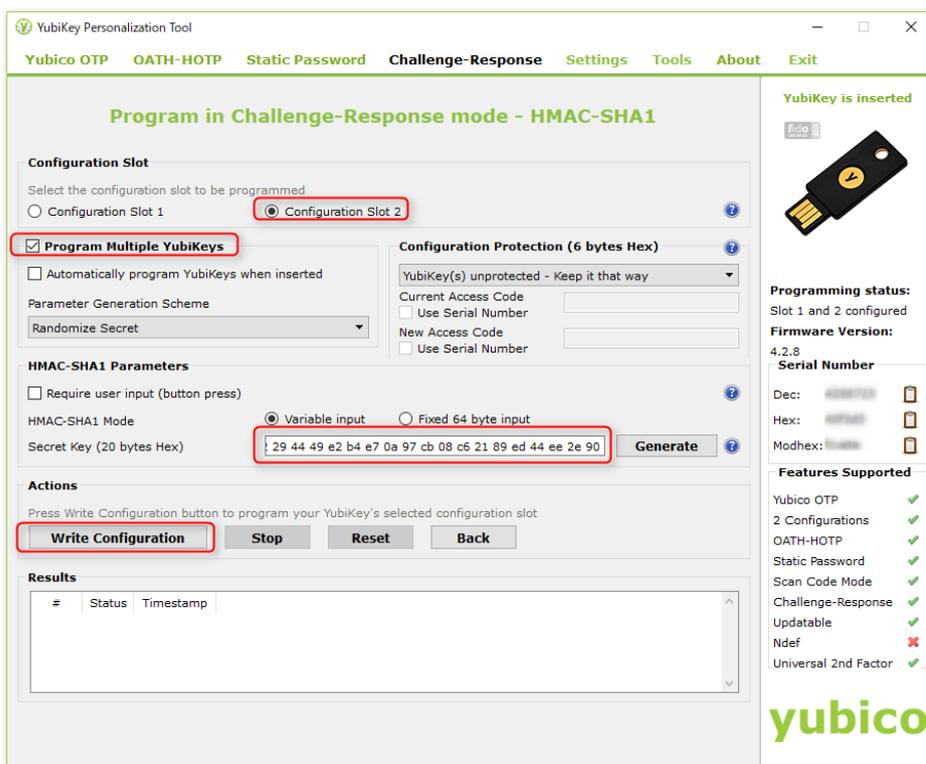 YubiKey Personalization Tool
Yubico OTP OATH-HOTP Static Password Challenge-Response Settings Tools About Exit
Program in Challenge-Response mode - HMAC-SHA1
Configuration Slot
Select the configuration slot to be programmed
Configuration Slot 1 Configuration Slot 2
Program Multiple YubiKeys
Automatically program YubiKeys when inserted
Parameter Generation Scheme
Randomize Secret
Configuration Protection (6 bytes Hex)
YubiKey(s) unprotected - Keep it that way
Current Access Code
Use Serial Number
New Access Code
Use Serial Number
HMAC-SHA1 Parameters
Require user input (button press)
HMAC-SHA1 Mode Variable input Fixed 64 byte input
Secret Key (20 bytes Hex) 29 44 49 e2 b4 e7 0a 97 cb 08 c6 21 89 ed 44 ee 2e 90 Generate
Actions
Press Write Configuration button to program your YubiKey's selected configuration slot
Write Configuration Stop Reset Back
Results
# Status Timestamp
YubiKey is inserted
fido
Programming status:
Slot 1 and 2 configured
Firmware Version:
4.2.8
Serial Number
Dec:
Hex:
Modhex:
Features Supported
Yubico OTP
2 Configurations
OATH-HOTP
Static Password
Scan Code Mode
Challenge-Response
Updatable
Ndef
Universal 2nd Factor
yubico